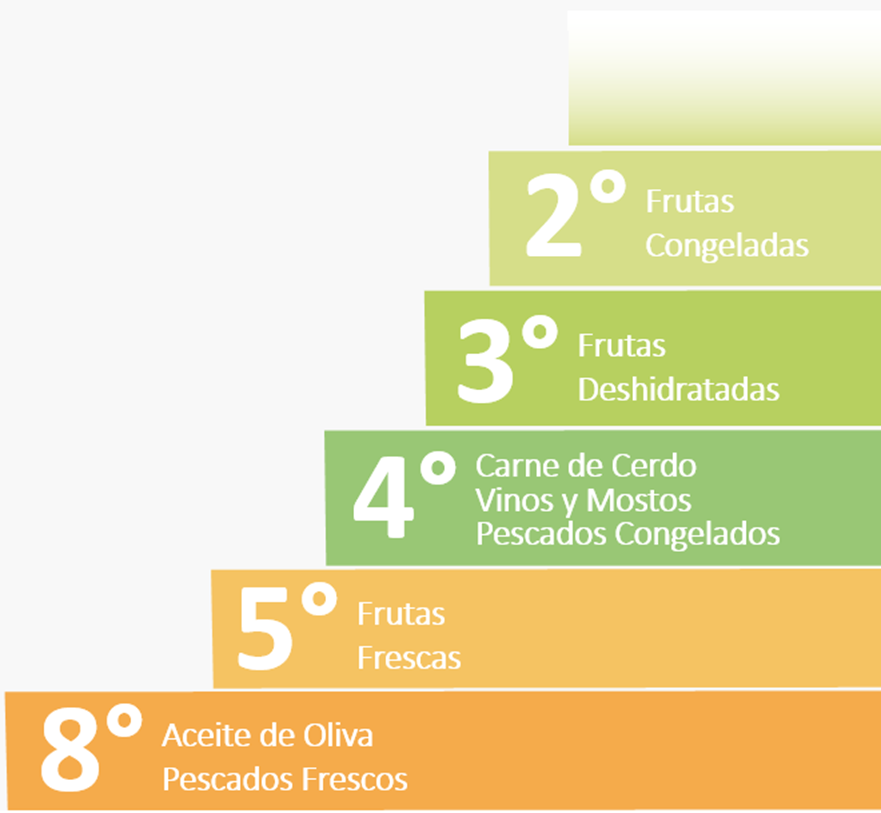 2° Frutas
Congeladas
3° Frutas
Deshidratadas
4° Carne de Cerdo
Vinos y Mostos
Pescados Congelados
5° Frutas
Frescas
8° Aceite de Oliva
Pescados Frescos